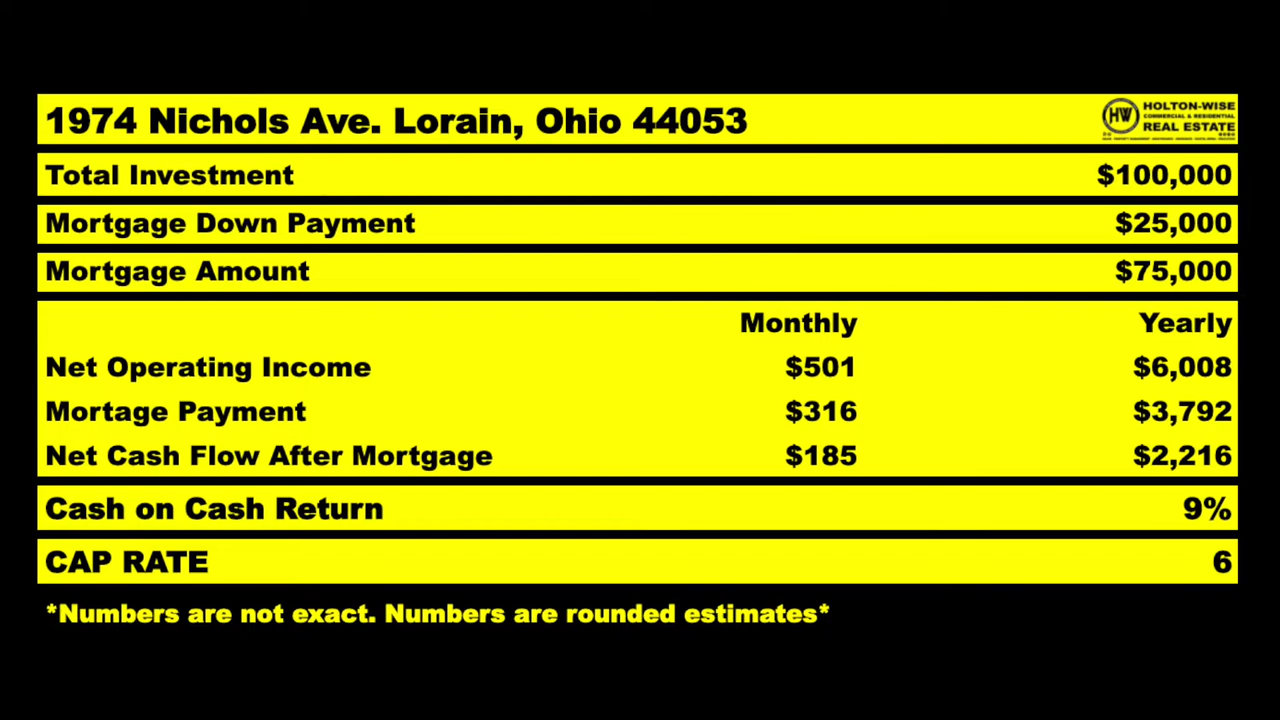 1974 Nichols Ave. Lorain, Ohio 44053
HOLTON-WISE
COMMERCIAL & RESIDENTIAL
REAL ESTATE
HW
Total Investment $100,000
Mortgage Down Payment $25,000
Mortgage Amount $75,000
Monthly Yearly
Net Operating Income $501 $6,008
Mortage Payment $316 $3,792
Net Cash Flow After Mortgage $185 $2,216
Cash on Cash Return 9%
CAP RATE 6
*Numbers are not exact. Numbers are rounded estimates*